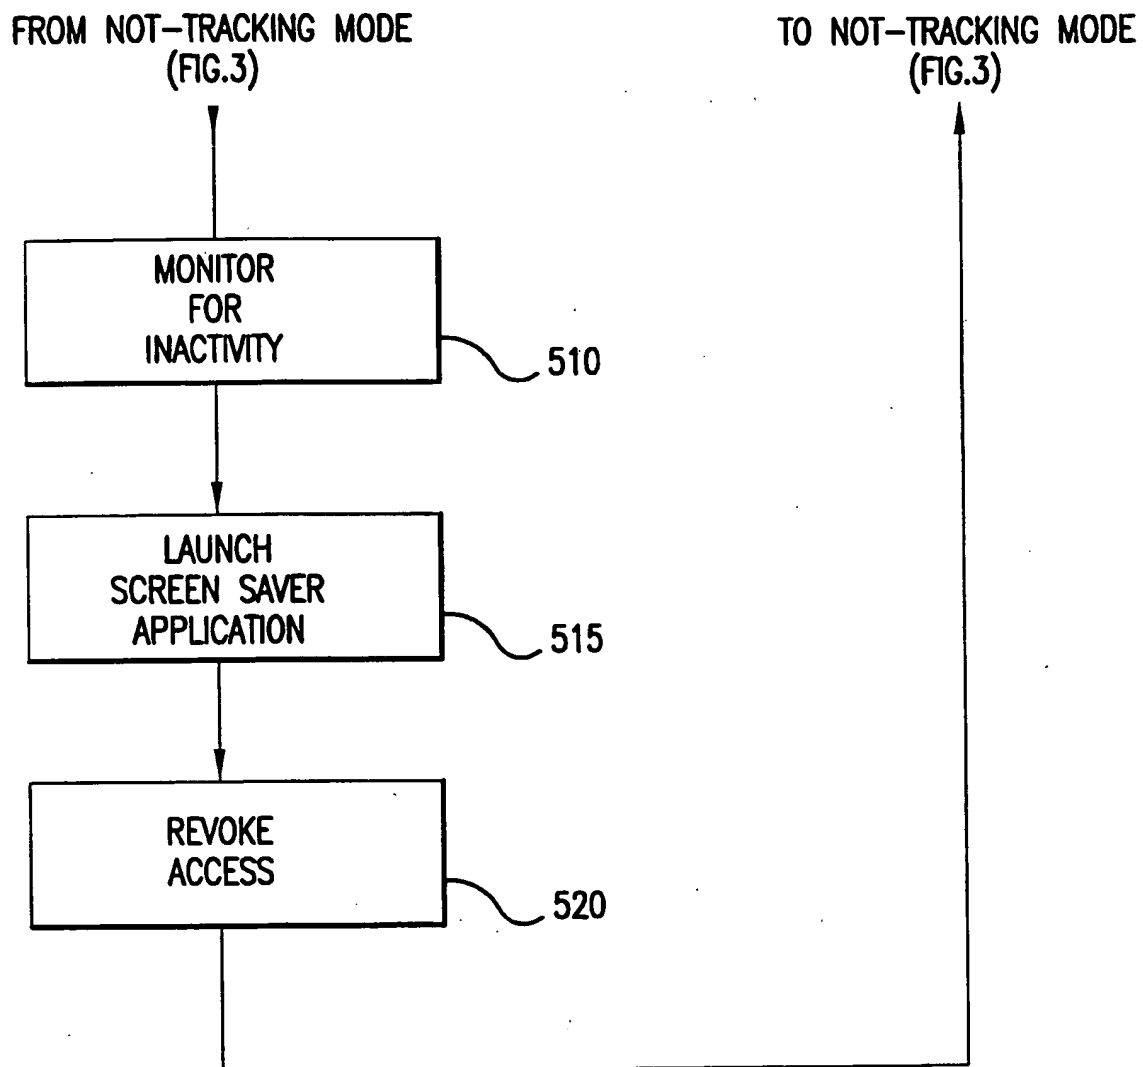 FROM NOT-TRACKING MODE
(FIG.3)
TO NOT-TRACKING MODE
(FIG.3)
MONITOR
FOR
INACTIVITY
510
LAUNCH
SCREEN SAVER
APPLICATION
515
REVOKE
ACCESS
520